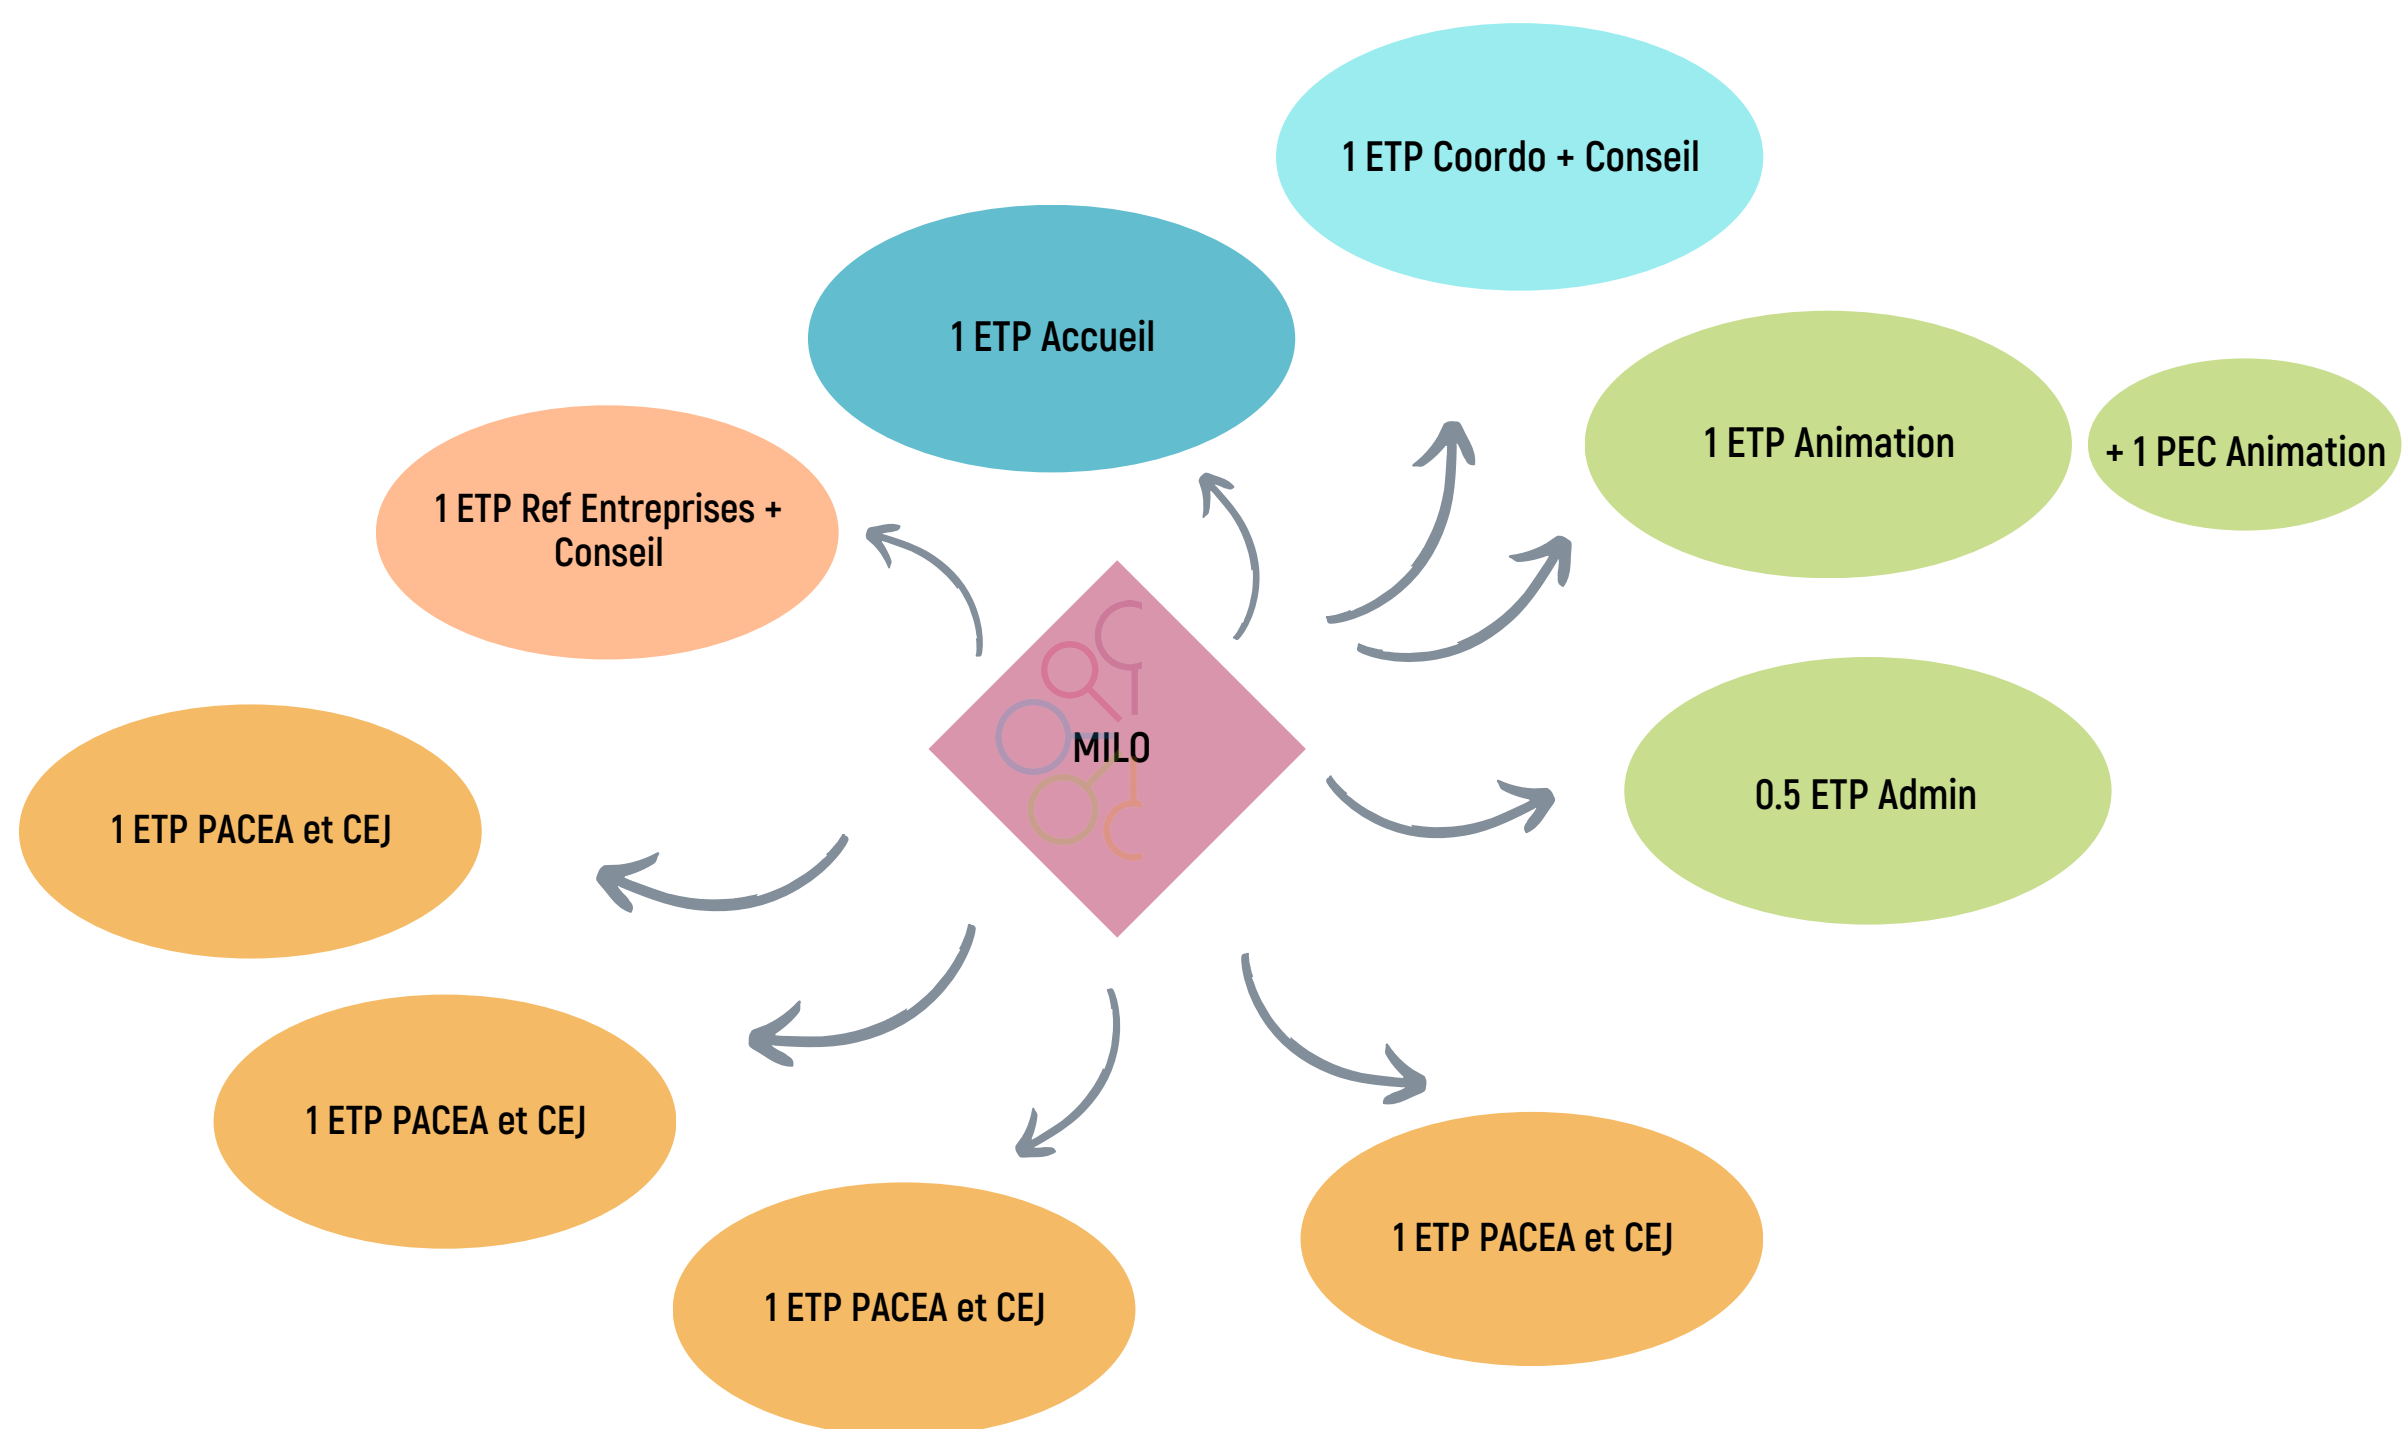 1 ETP Coordo + Conseil
1 ETP Accueil
1 ETP Animation
+ 1 PEC Animation
1 ETP Ref Entreprises +
Conseil
MILO
0.5 ETP Admin
1 ETP PACEA et CEJ
1 ETP PACEA et CEJ
1 ETP PACEA et CEJ
1 ETP PACEA et CEJ